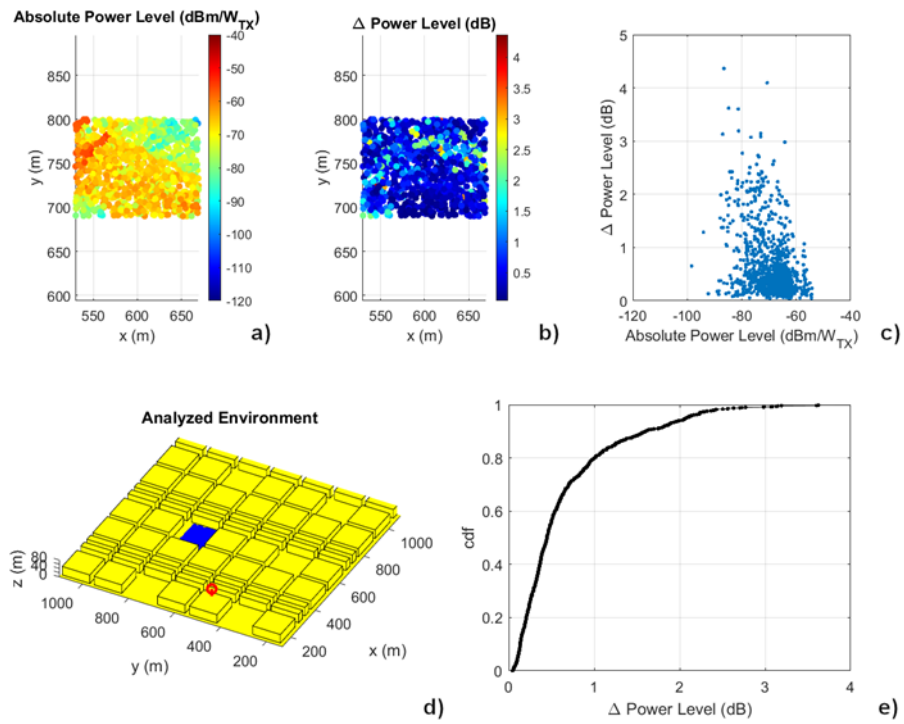 Absolute Power Level (dBm/W_TX)
850
800
750
700
650
600
y (m)
550 600 650
x (m)
-40
-50
-60
-70
-80
-90
-100
-110
-120
a)
Δ Power Level (dB)
850
800
750
700
650
600
y (m)
550 600 650
x (m)
4
3.5
3
2.5
2
1.5
1
0.5
b)
5
4
3
2
1
0
Δ Power Level (dB)
-120 -100 -80 -60 -40
Absolute Power Level (dBm/W_TX)
c)
Analyzed Environment
z (m)
80
40
0
1000
800
600
400
200
y (m)
200
400
600
800
1000
x (m)
d)
1
0.8
0.6
0.4
0.2
0
cdf
0 1 2 3 4
Δ Power Level (dB)
e)